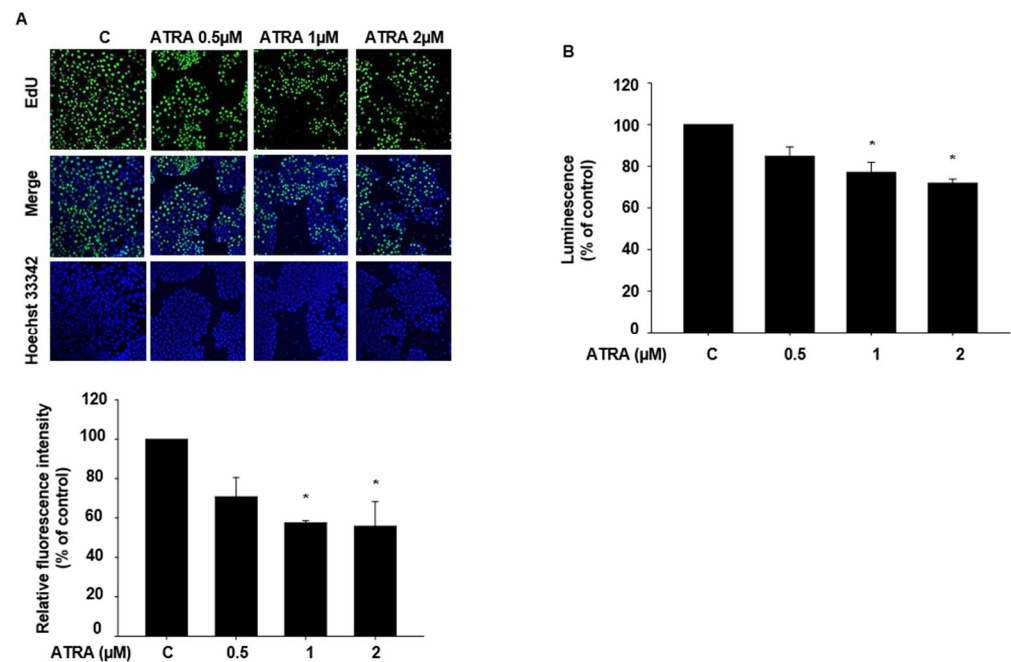 A
C ATRA 0.5μM ATRA 1μM ATRA 2μM
EdU
Merge
Hoechst 33342
Relative fluorescence intensity
(% of control)
120
100
80
60
40
20
0
* *
ATRA (μM) C 0.5 1 2
B
Luminescence
(% of control)
120
100
80
60
40
20
0
* *
ATRA (μM) C 0.5 1 2